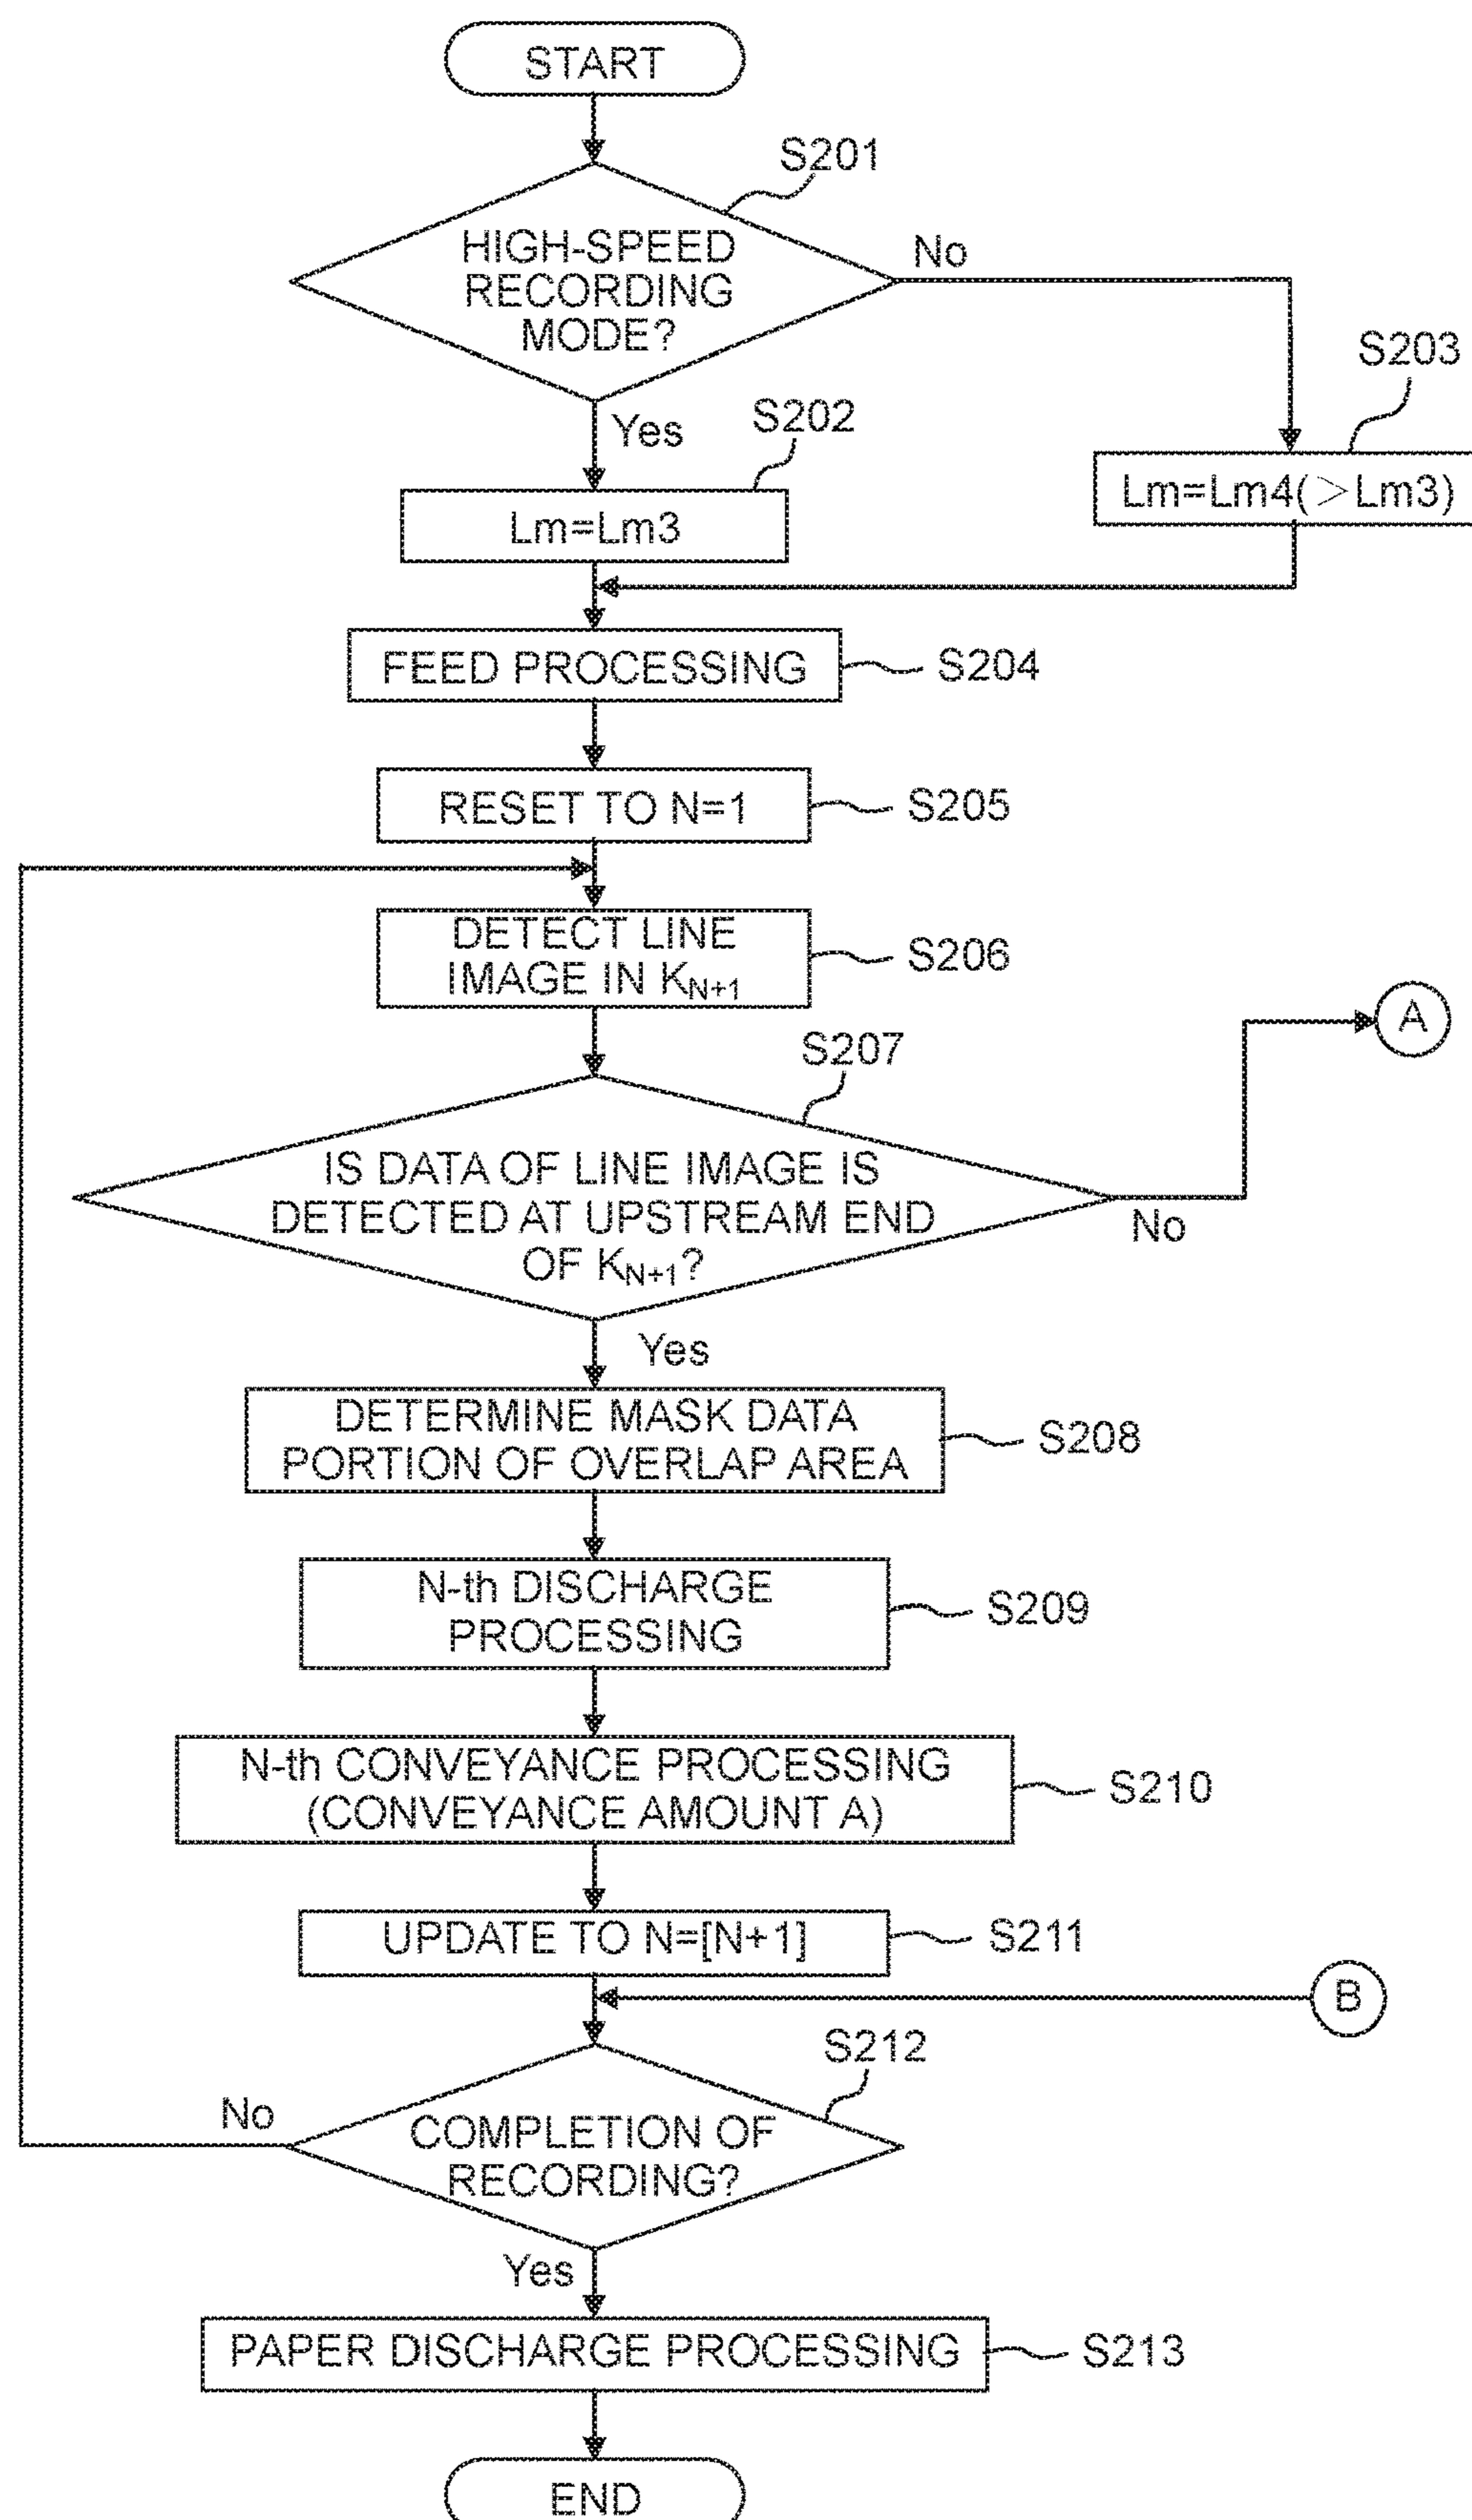 START
S201
HIGH-SPEED
RECORDING
MODE?
No
S203
Lm=Lm4(>Lm3)
Yes
S202
Lm=Lm3
FEED PROCESSING
S204
RESET TO N=1
S205
DETECT LINE
IMAGE IN K_{N+1}
S206
A
S207
IS DATA OF LINE IMAGE IS
DETECTED AT UPSTREAM END
OF K_{N+1}?
No
Yes
DETERMINE MASK DATA
PORTION OF OVERLAP AREA
S208
N-th DISCHARGE
PROCESSING
S209
N-th CONVEYANCE PROCESSING
(CONVEYANCE AMOUNT A)
S210
UPDATE TO N=[N+1]
S211
B
S212
No
COMPLETION OF
RECORDING?
Yes
PAPER DISCHARGE PROCESSING
S213
END